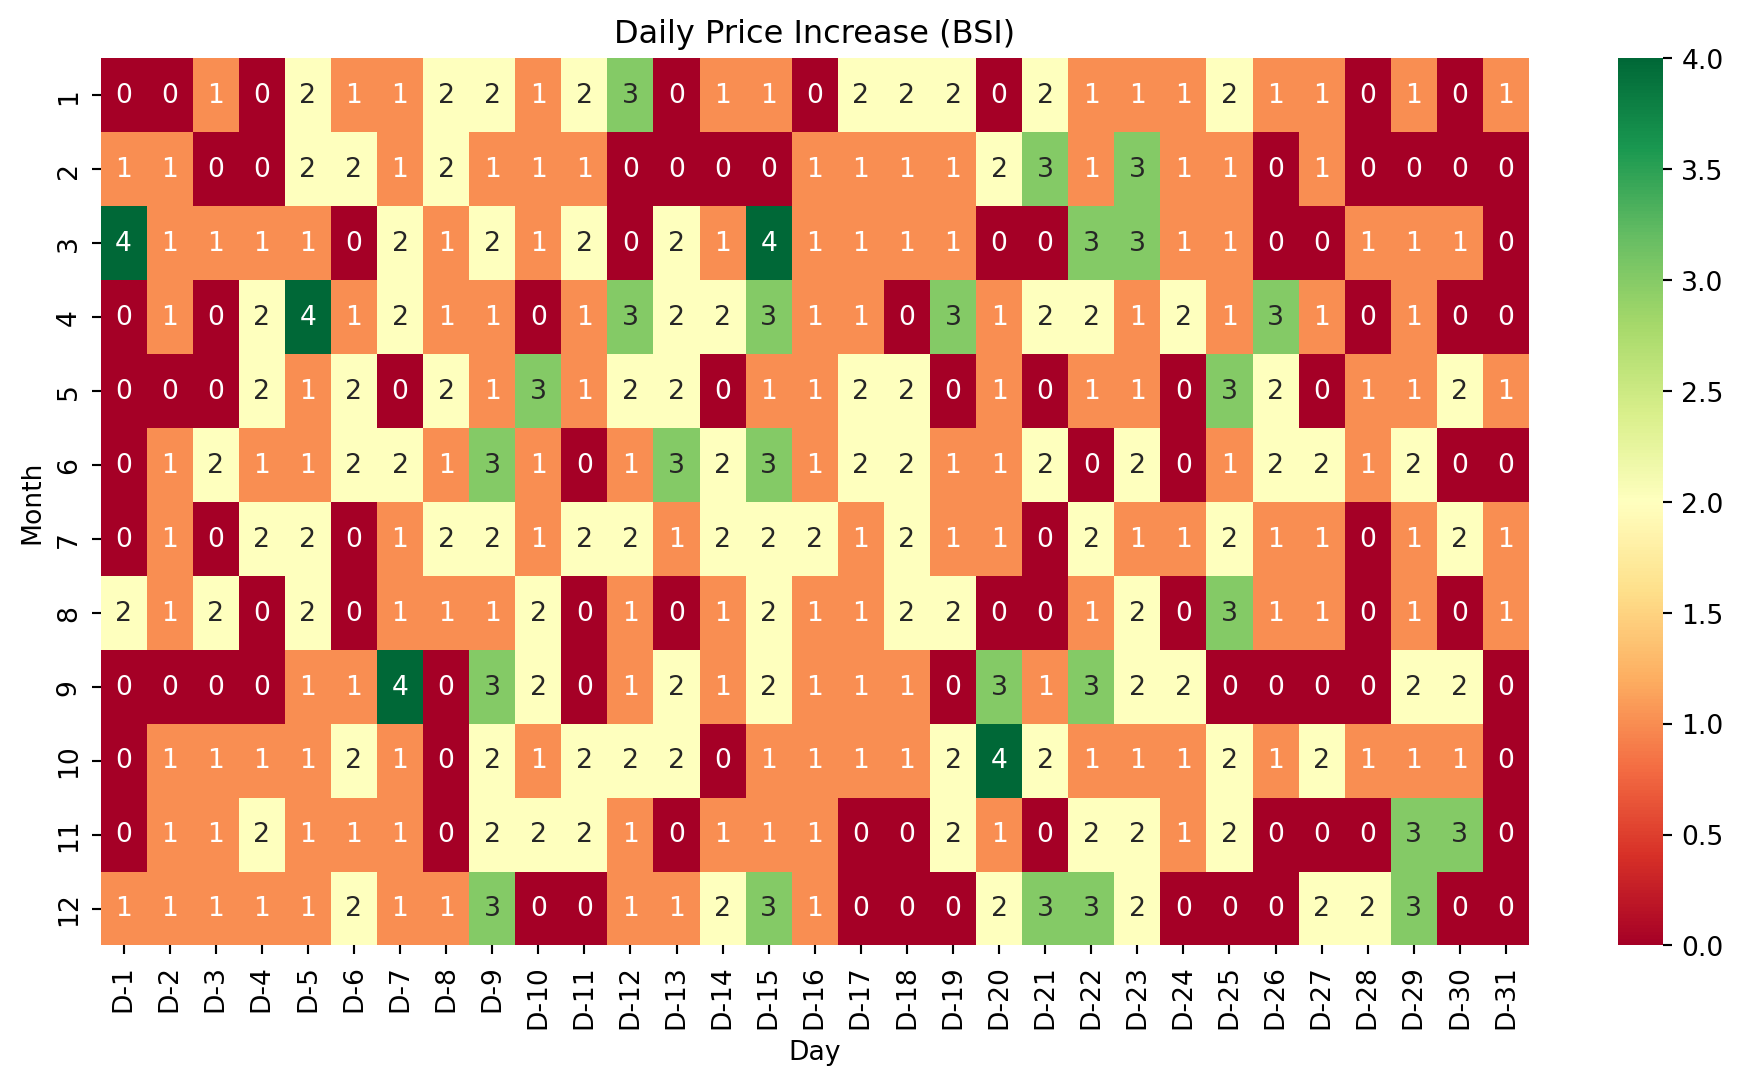 Daily Price Increase (BSI)
1 0 0 1 0 2 1 1 2 2 1 2 3 0 1 1 0 2 2 2 0 2 1 1 1 2 1 1 0 1 0 1
2 1 1 0 0 2 2 1 2 1 1 1 0 0 0 0 1 1 1 1 2 3 1 3 1 1 0 1 0 0 0 0
3 4 1 1 1 1 0 2 1 2 1 2 0 2 1 4 1 1 1 1 0 0 3 3 1 1 0 0 1 1 1 0
4 0 1 0 2 4 1 2 1 1 0 1 3 2 2 3 1 1 0 3 1 2 2 1 2 1 3 1 0 1 0 0
5 0 0 0 2 1 2 0 2 1 3 1 2 2 0 1 1 2 2 0 1 0 1 1 0 3 2 0 1 1 2 1
6 0 1 2 1 1 2 2 1 3 1 0 1 3 2 3 1 2 2 1 1 2 0 2 0 1 2 2 1 2 0 0
7 0 1 0 2 2 0 1 2 2 1 2 2 1 2 2 2 1 2 1 1 0 2 1 1 2 1 1 0 1 2 1
8 2 1 2 0 2 0 1 1 1 2 0 1 0 1 2 1 1 2 2 0 0 1 2 0 3 1 1 0 1 0 1
9 0 0 0 0 1 1 4 0 3 2 0 1 2 1 2 1 1 1 0 3 1 3 2 2 0 0 0 0 2 2 0
10 0 1 1 1 1 2 1 0 2 1 2 2 2 0 1 1 1 1 2 4 2 1 1 1 2 1 2 1 1 1 0
11 0 1 1 2 1 1 1 0 2 2 2 1 0 1 1 1 0 0 2 1 0 2 2 1 2 0 0 0 3 3 0
12 1 1 1 1 1 2 1 1 3 0 0 1 1 2 3 1 0 0 0 2 3 3 2 0 0 0 2 2 3 0 0
Month
D-1 D-2 D-3 D-4 D-5 D-6 D-7 D-8 D-9 D-10 D-11 D-12 D-13 D-14 D-15 D-16 D-17 D-18 D-19 D-20 D-21 D-22 D-23 D-24 D-25 D-26 D-27 D-28 D-29 D-30 D-31
Day
4.0
3.5
3.0
2.5
2.0
1.5
1.0
0.5
0.0